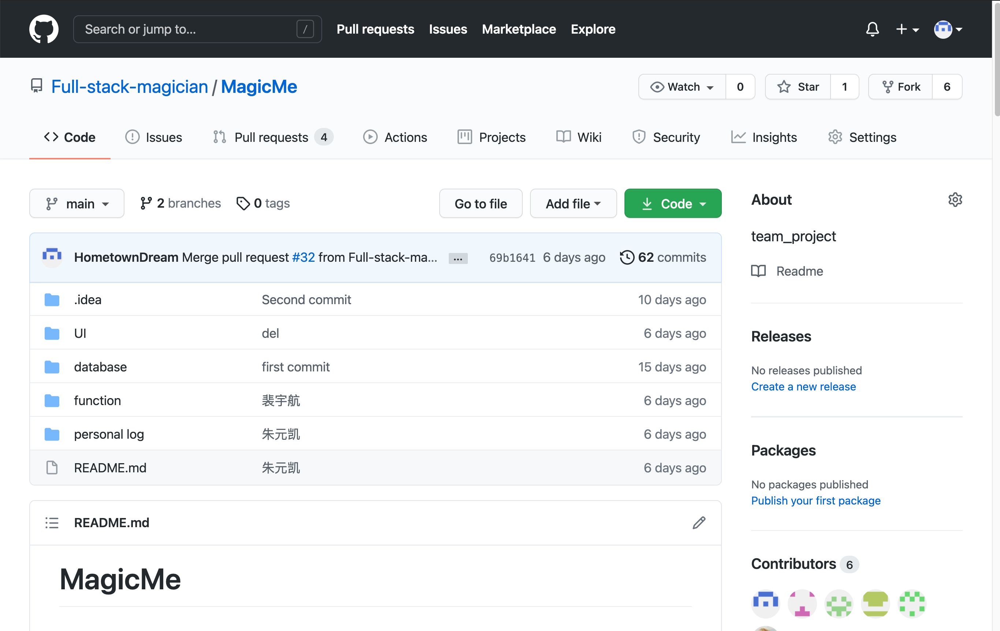 Search or jump to... /
Pull requests Issues Marketplace Explore
Full-stack-magician / MagicMe
Watch 0 Star 1 Fork 6
Code Issues Pull requests 4 Actions Projects Wiki Security Insights Settings
main 2 branches 0 tags Go to file Add file Code
HometownDream Merge pull request #32 from Full-stack-ma... ... 69b1641 6 days ago 62 commits
.idea Second commit 10 days ago
UI del 6 days ago
database first commit 15 days ago
function 裴宇航 6 days ago
personal log 朱元凯 6 days ago
README.md 朱元凯 6 days ago
README.md
MagicMe
About
team_project
Readme
Releases
No releases published
Create a new release
Packages
No packages published
Publish your first package
Contributors 6